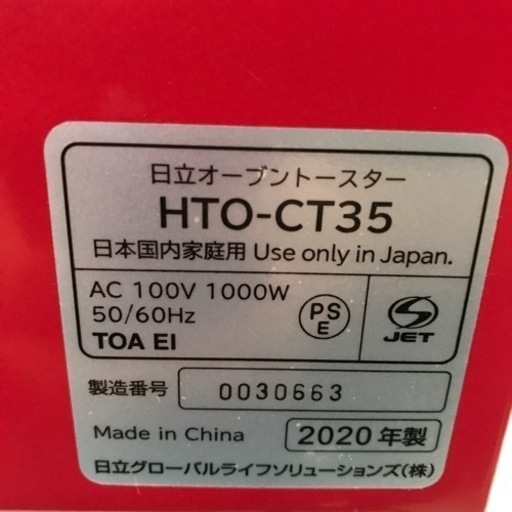 日立オーブントースター
HTO-CT35
日本国内家庭用 Use only in Japan.
AC 100V 1000W
50/60Hz
TOA EI
PS
E
JET
製造番号 0030663
Made in China 2020年製
日立グローバルライフソリューションズ(株)